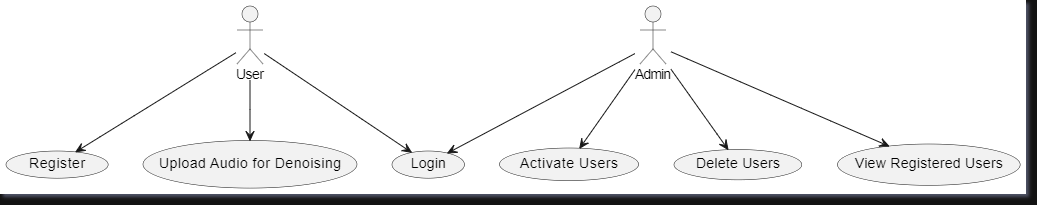 User
Admin
Register
Upload Audio for Denoising
Login
Activate Users
Delete Users
View Registered Users